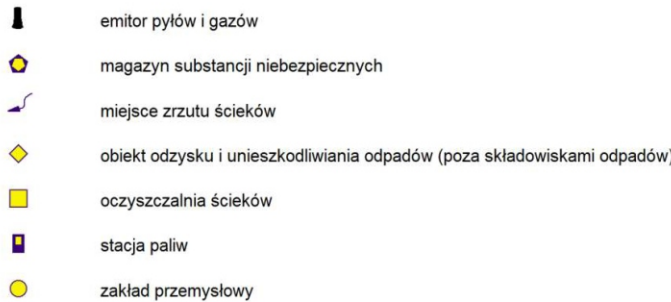 emitor pyłów i gazów
magazyn substancji niebezpiecznych
miejsce zrzutu ścieków
obiekt odzysku i unieszkodliwiania odpadów (poza składowiskami odpadów)
oczyszczalnia ścieków
stacja paliw
zakład przemysłowy